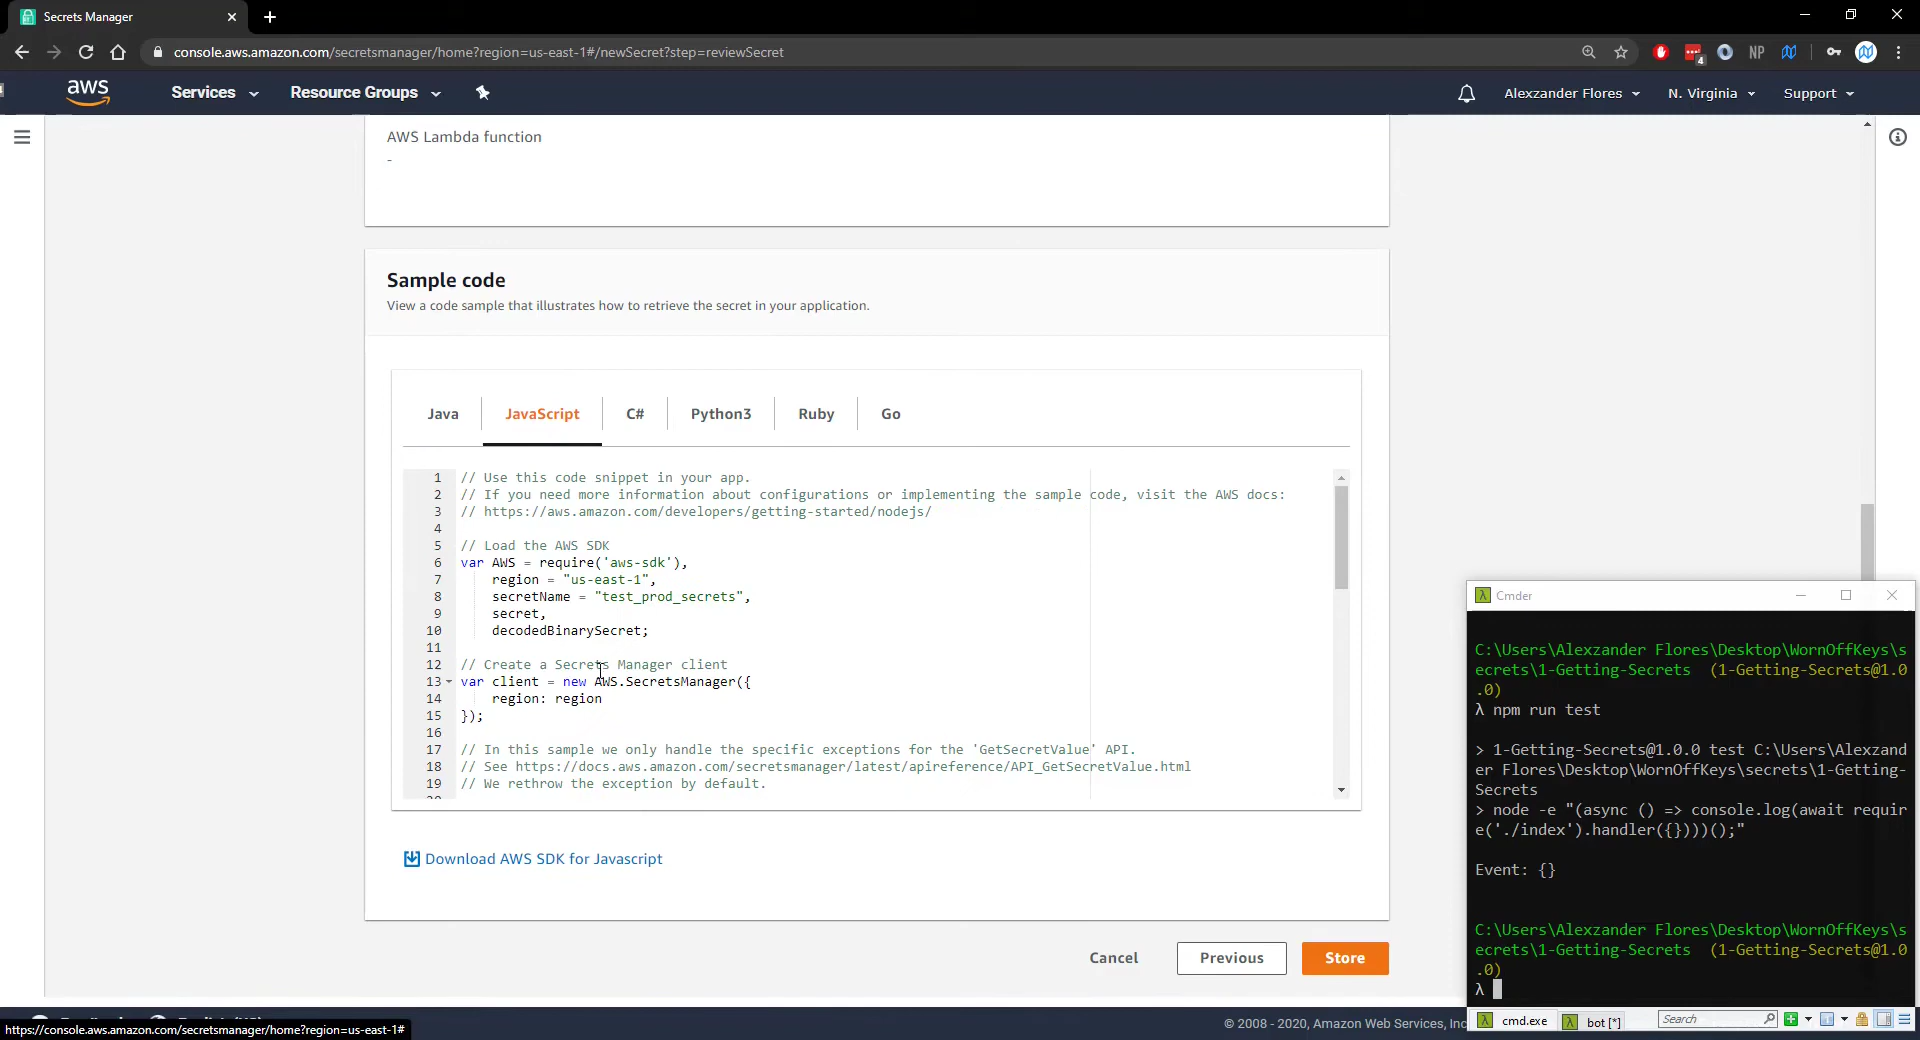 Secrets Manager
console.aws.amazon.com/secretsmanager/home?region=us-east-1#/newSecret?step=reviewSecret
4
NP
aws
Services
Resource Groups
Alexzander Flores
N. Virginia
Support
AWS Lambda function
-
Sample code
View a code sample that illustrates how to retrieve the secret in your application.
Java
JavaScript
C#
Python3
Ruby
Go
1 // Use this code snippet in your app.
2 // If you need more information about configurations or implementing the sample code, visit the AWS docs:
3 // https://aws.amazon.com/developers/getting-started/nodejs/
4
5 // Load the AWS SDK
6 var AWS = require('aws-sdk'),
7 region = "us-east-1",
8 secretName = "test_prod_secrets",
9 secret,
10 decodedBinarySecret;
11
12 // Create a Secrets Manager client
13 var client = new AWS.SecretsManager({
14 region: region
15 });
16
17 // In this sample we only handle the specific exceptions for the 'GetSecretValue' API.
18 // See https://docs.aws.amazon.com/secretsmanager/latest/apireference/API_GetSecretValue.html
19 // We rethrow the exception by default.
Download AWS SDK for Javascript
Cancel
Previous
Store
https://console.aws.amazon.com/secretsmanager/home?region=us-east-1#
© 2008 - 2020, Amazon Web Services, Inc
Cmder
C:\Users\Alexzander Flores\Desktop\WornOffKeys\s
ecrets\1-Getting-Secrets (1-Getting-Secrets@1.0
.0)
λ npm run test
> 1-Getting-Secrets@1.0.0 test C:\Users\Alexzand
er Flores\Desktop\WornOffKeys\secrets\1-Getting-
Secrets
> node -e "(async () => console.log(await requir
e('./index').handler({})))();"
Event: {}
C:\Users\Alexzander Flores\Desktop\WornOffKeys\s
ecrets\1-Getting-Secrets (1-Getting-Secrets@1.0
.0)
λ
cmd.exe
bot [*]
Search